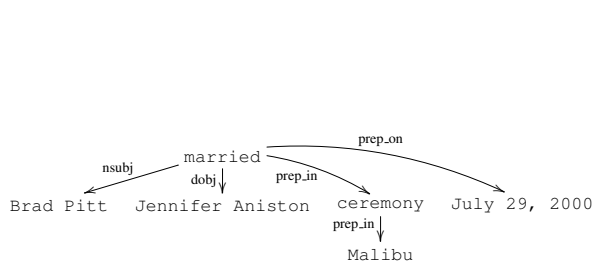 prep_on
married
nsubj
dobj
prep_in
Brad Pitt Jennifer Aniston ceremony July 29, 2000
prep_in
Malibu